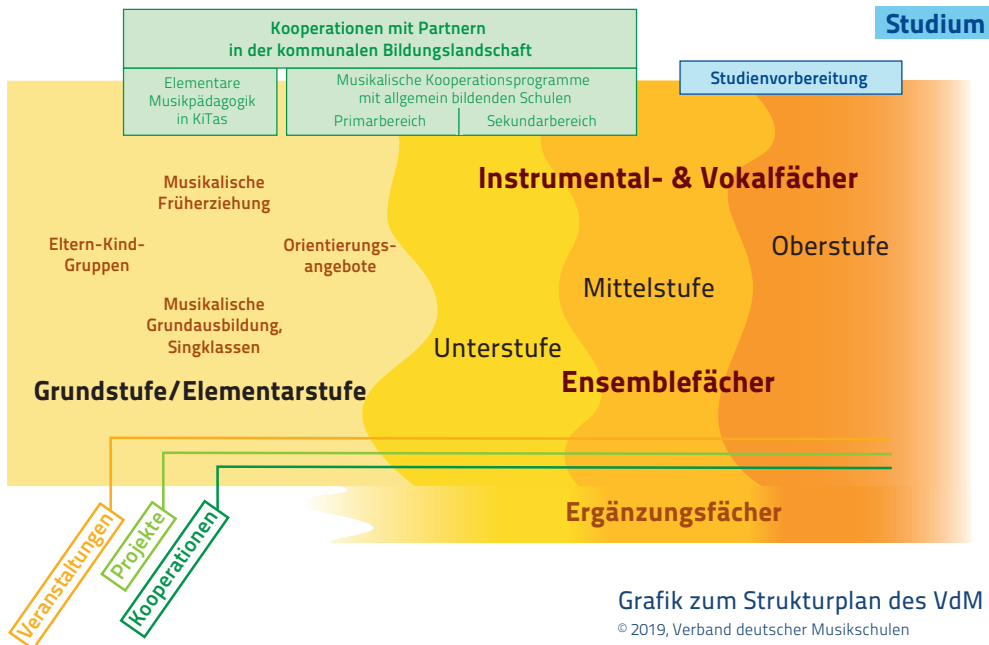 Studium
Kooperationen mit Partnern
in der kommunalen Bildungslandschaft
Elementare
Musikpädagogik
in KiTas
Musikalische Kooperationsprogramme
mit allgemein bildenden Schulen
Primarbereich
Sekundarbereich
Studienvorbereitung
Instrumental- & Vokalfächer
Musikalische
Früherziehung
Eltern-Kind-
Gruppen
Orientierungs-
angebote
Oberstufe
Mittelstufe
Musikalische
Grundausbildung,
Singklassen
Unterstufe
Grundstufe/Elementarstufe
Ensemblefächer
Ergänzungsfächer
Veranstaltungen
Projekte
Kooperationen
Grafik zum Strukturplan des VdM
© 2019, Verband deutscher Musikschulen